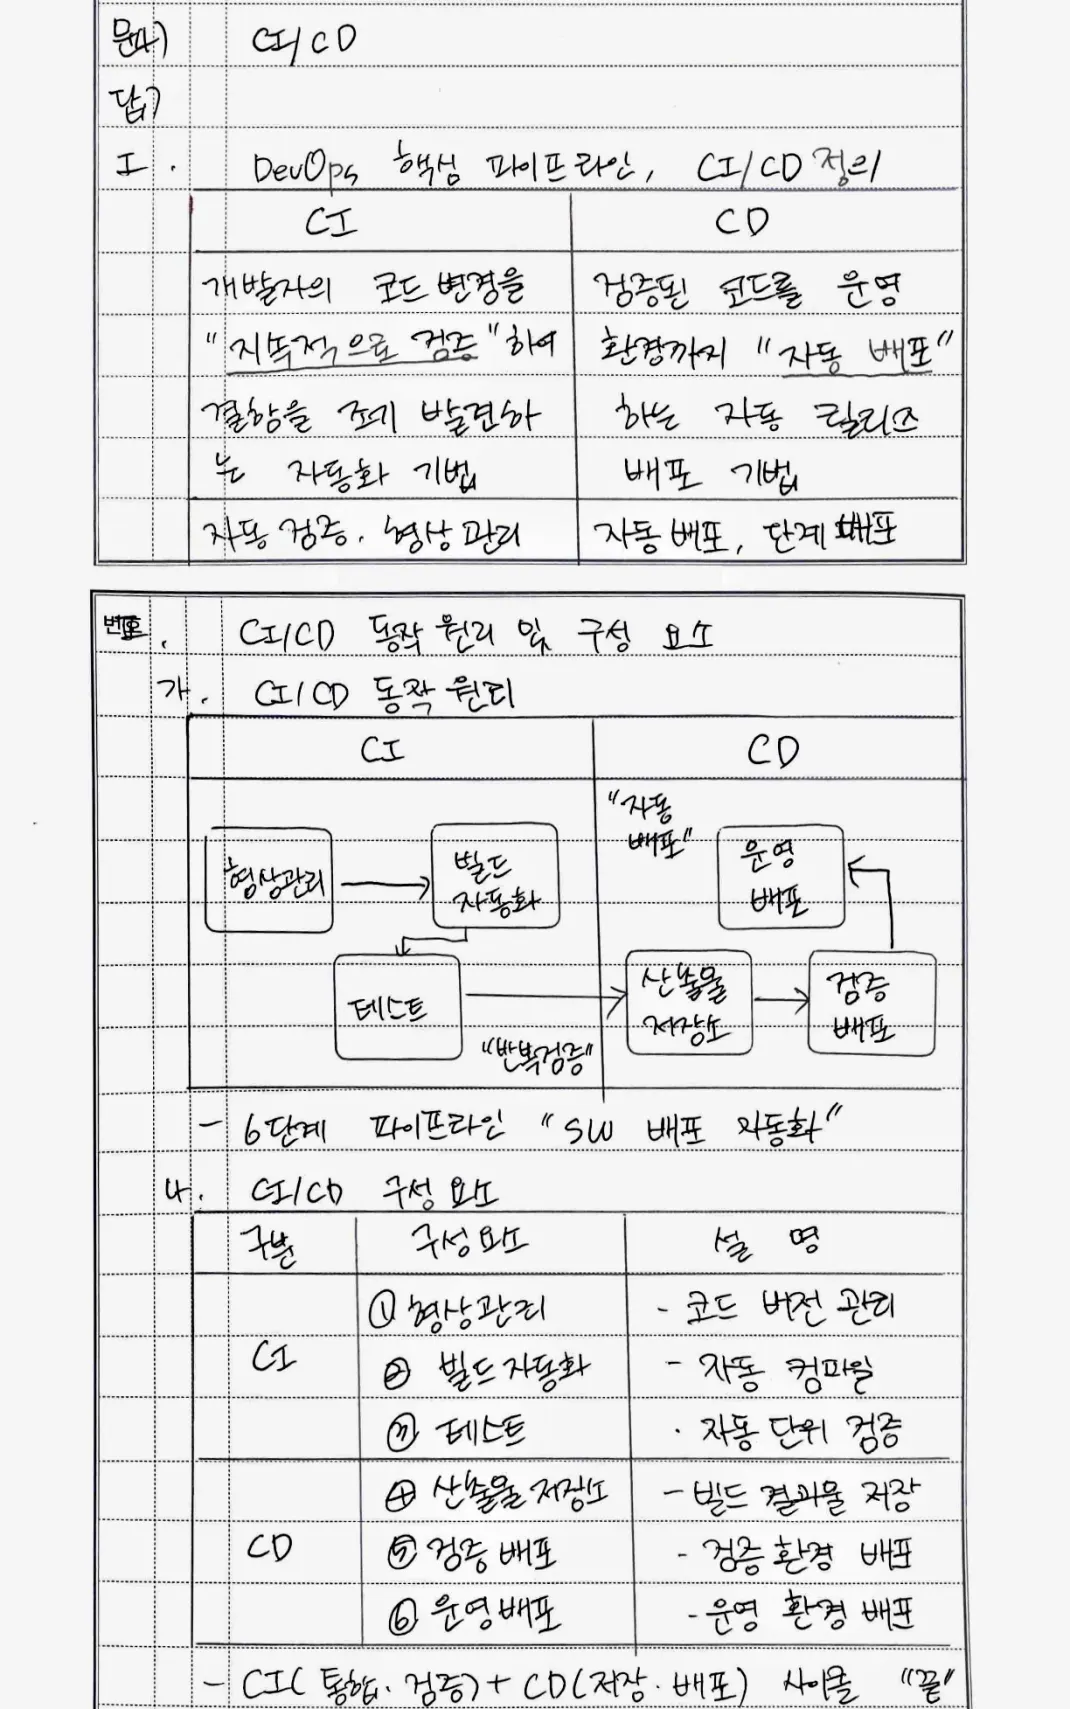 문4) CI/CD
답)
I. DevOps 핵심 파이프라인, CI/CD 정의
CI CD
개발자의 코드 변경을 검증된 코드를 운영
"지속적으로 검증"하여 환경까지 "자동 배포"
결함을 조기 발견하 하는 자동 릴리즈
는 자동화 기법 배포 기법
자동 검증. 형상관리 자동배포, 단계 배포
번호. CI/CD 동작 원리 및 구성 요소
가. CI/CD 동작 원리
CI CD
"자동
배포"
형상관리
빌드
자동화
테스트
"반복검증"
산출물
저장소
검증
배포
운영
배포
- 6단계 파이프라인 "SW 배포 자동화"
나. CI/CD 구성 요소
구분 구성요소 설 명
① 형상관리 - 코드 버전 관리
CI ② 빌드 자동화 - 자동 컴파일
③ 테스트 · 자동 단위 검증
④ 산출물 저장소 - 빌드 결과물 저장
CD ⑤ 검증 배포 - 검증 환경 배포
⑥ 운영배포 - 운영 환경 배포
- CI(통합. 검증) + CD(저장. 배포) 사이클 "끝"